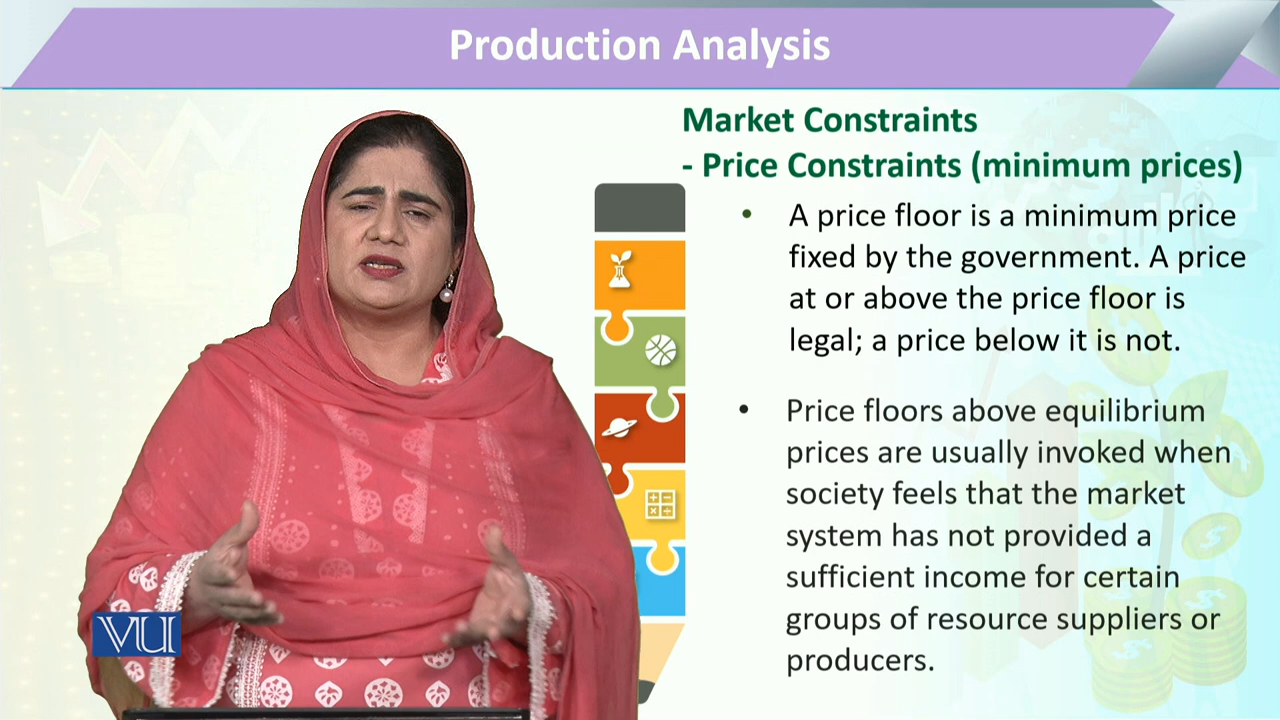 Production Analysis
Market Constraints
- Price Constraints (minimum prices)
• A price floor is a minimum price
fixed by the government. A price
at or above the price floor is
legal; a price below it is not.
• Price floors above equilibrium
prices are usually invoked when
society feels that the market
system has not provided a
sufficient income for certain
groups of resource suppliers or
producers.
VU